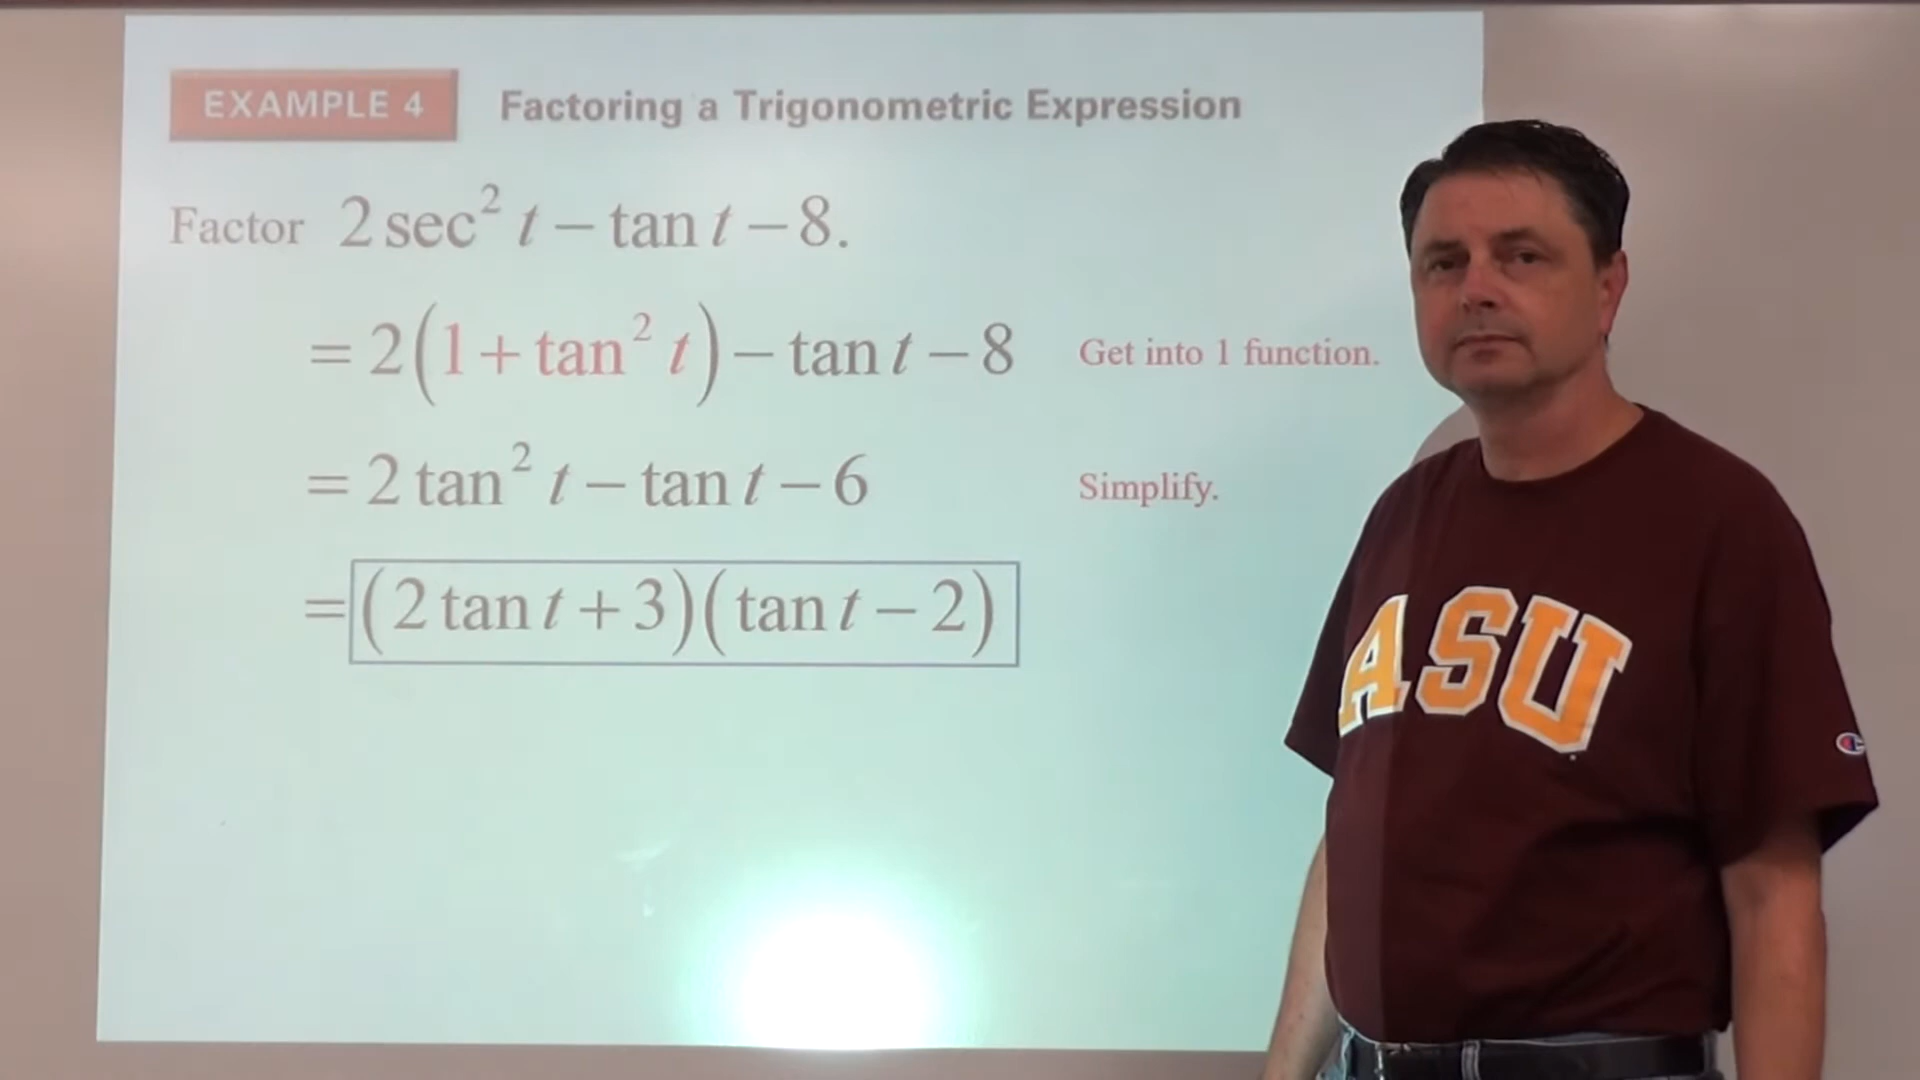 EXAMPLE 4 Factoring a Trigonometric Expression
Factor 2 sec² t − tan t − 8.
= 2(1 + tan² t) − tan t − 8 Get into 1 function.
= 2 tan² t − tan t − 6 Simplify.
= (2 tan t + 3)(tan t − 2)
ASU